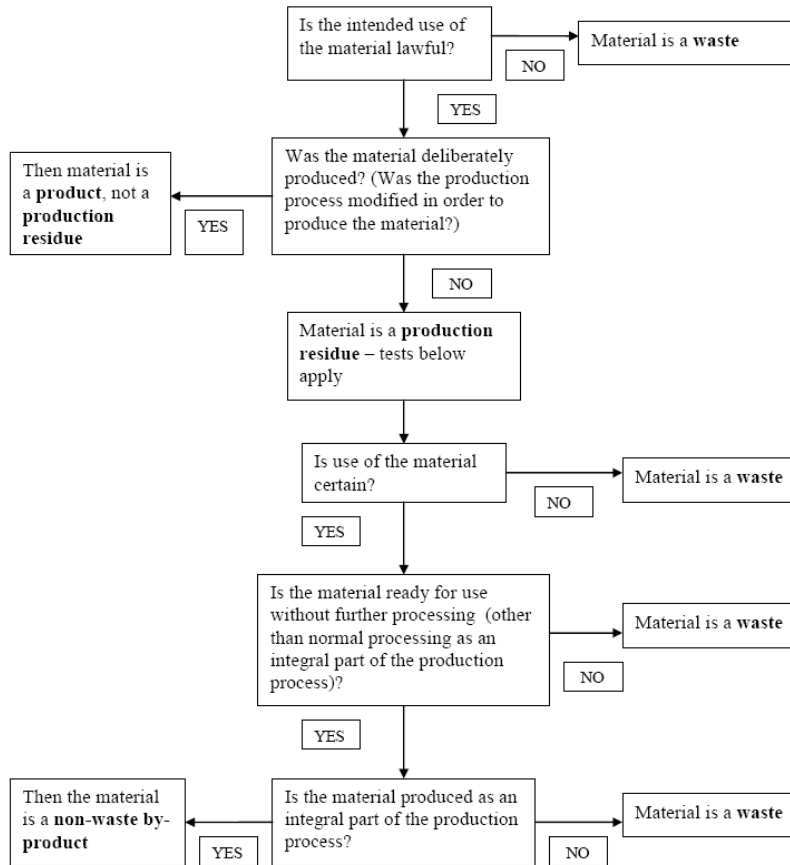 Is the intended use of
the material lawful?
Material is a waste
NO
YES
Was the material deliberately
produced? (Was the production
process modified in order to
produce the material?)
Then material is
a product, not a
production
residue
YES
NO
Material is a production
residue – tests below
apply
Is use of the material
certain?
Material is a waste
NO
YES
Is the material ready for use
without further processing (other
than normal processing as an
integral part of the production
process)?
Material is a waste
NO
YES
Then the material
is a non-waste by-
product
Is the material produced as an
integral part of the production
process?
Material is a waste
YES
NO